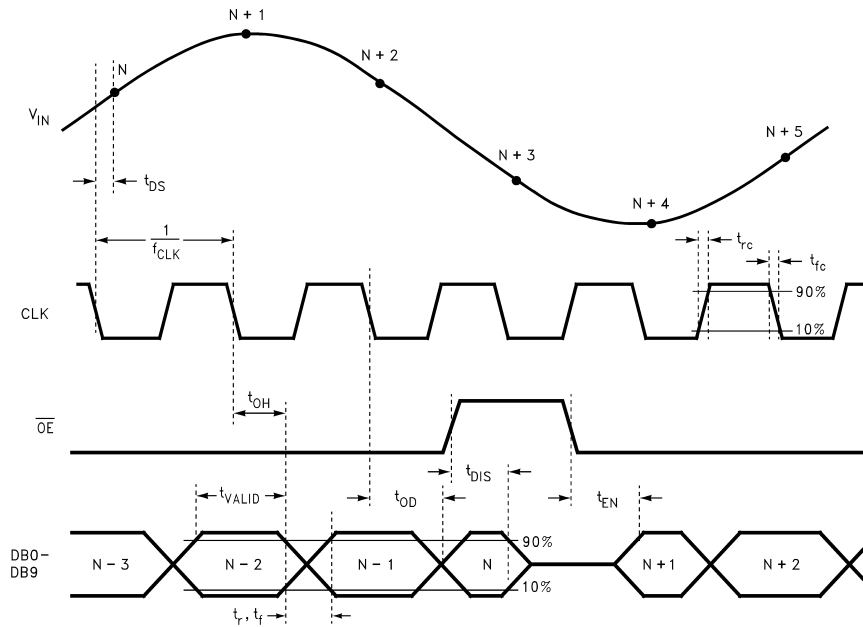 N + 1
N
N + 2
V_IN
N + 5
N + 3
t_DS
N + 4
1
f_CLK
t_rc
t_fc
90%
CLK
10%
t_OH
OE
t_DIS
t_VALID
t_OD
t_EN
90%
DB0–
DB9
N – 3
N – 2
N – 1
N
N + 1
N + 2
10%
t_r, t_f